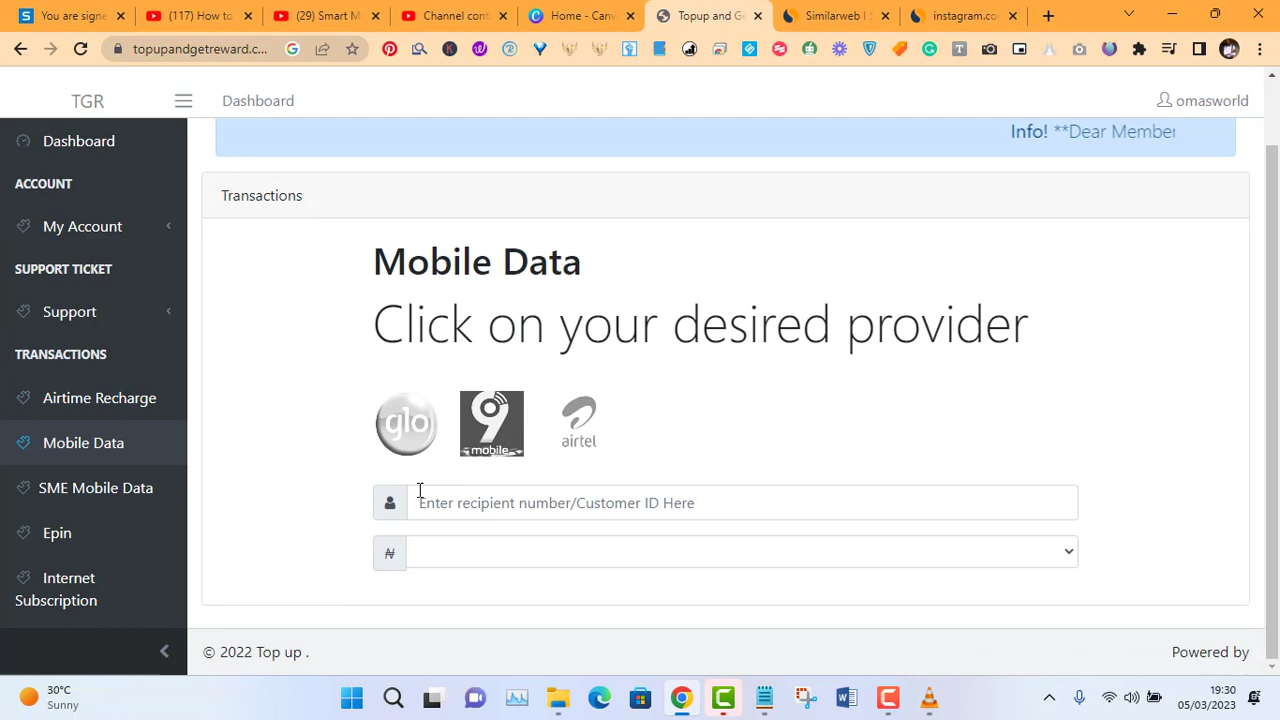 You are signe
(117) How to
(29) Smart M
Channel cont
Home - Canv
Topup and Ge
Similarweb | S
instagram.co
topupandgetreward.c...
TGR
Dashboard
omasworld
Dashboard
Info! **Dear Member
ACCOUNT
Transactions
My Account
SUPPORT TICKET
Mobile Data
Support
Click on your desired provider
TRANSACTIONS
Airtime Recharge
glo
9
mobile
airtel
Mobile Data
SME Mobile Data
Enter recipient number/Customer ID Here
Epin
₦
Internet
Subscription
© 2022 Top up .
Powered by
30°C
Sunny
19:30
05/03/2023